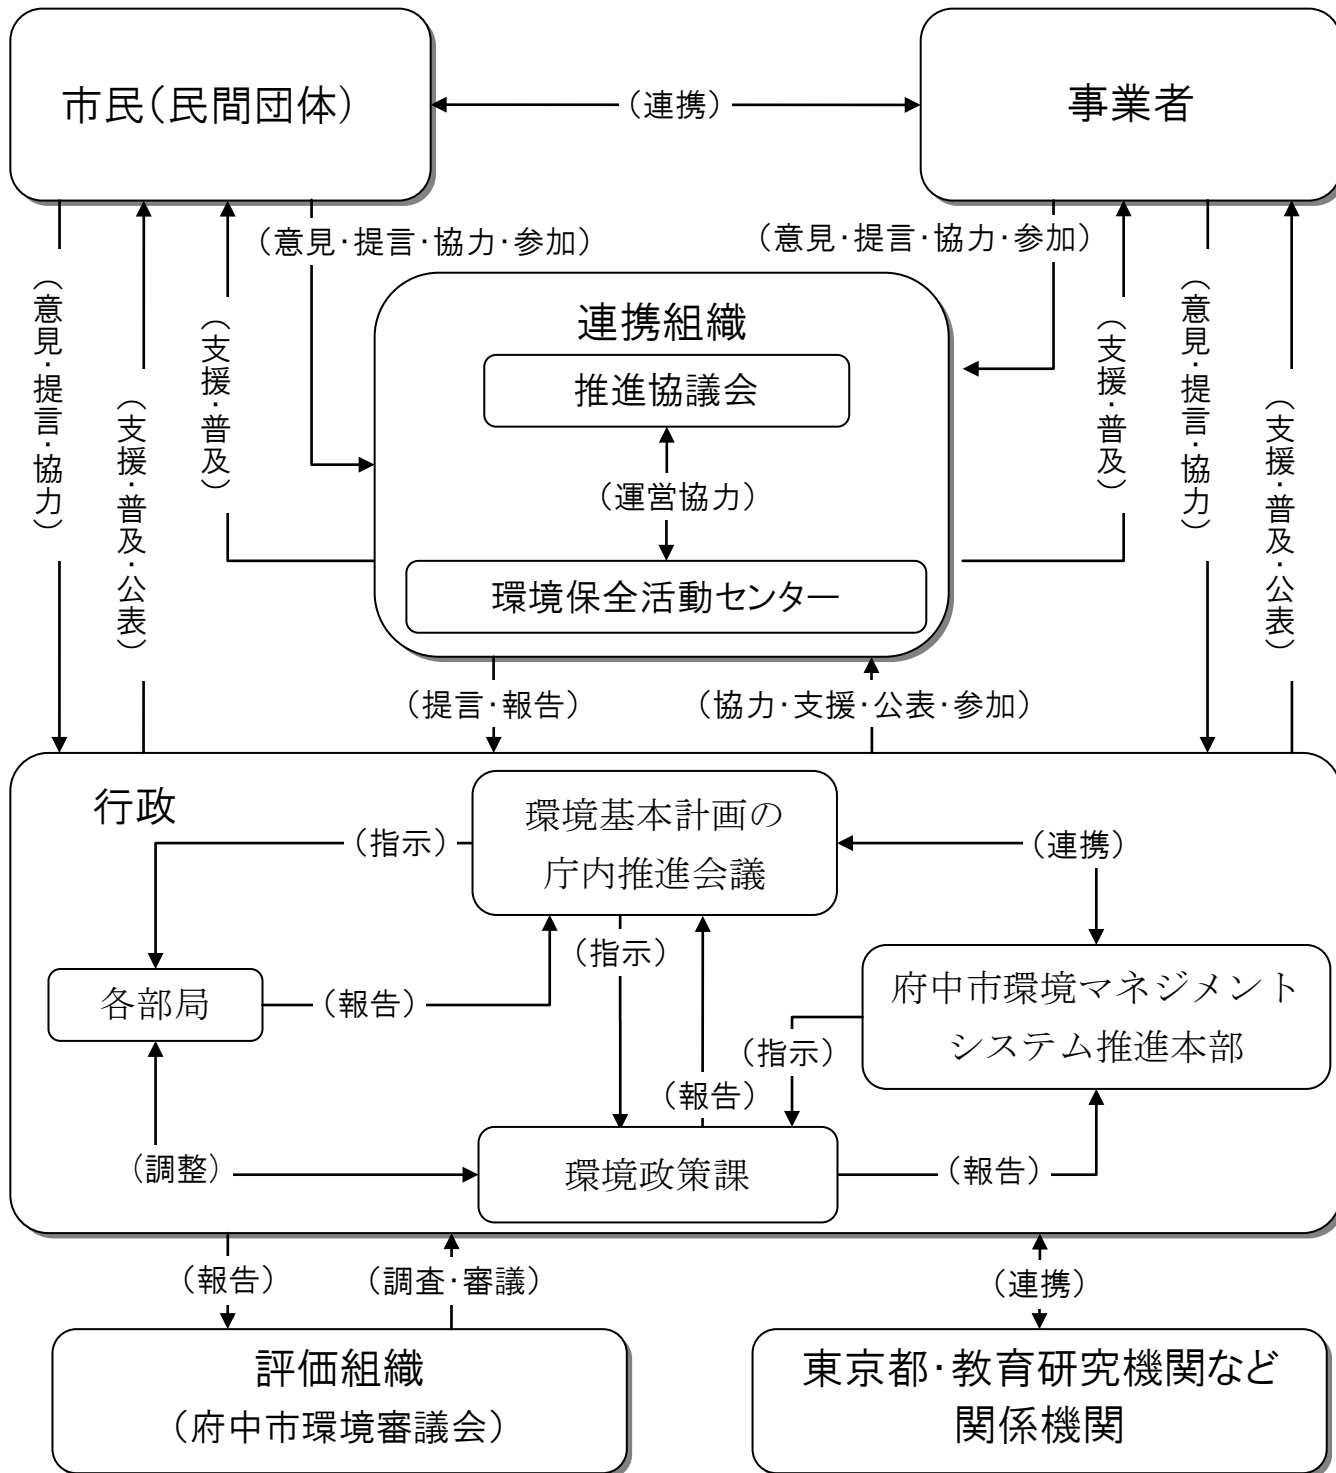 市民（民間団体）
（連携）
事業者
（意見・提言・協力・参加）
（意見・提言・協力・参加）
（意見・提言・協力）
（支援・普及・公表）
（支援・普及）
連携組織
推進協議会
（運営協力）
環境保全活動センター
（支援・普及）
（意見・提言・協力）
（支援・普及・公表）
（提言・報告）
（協力・支援・公表・参加）
行政
環境基本計画の
庁内推進会議
（指示）
（連携）
各部局
（報告）
（指示）
府中市環境マネジメント
システム推進本部
（指示）
（報告）
（調整）
環境政策課
（報告）
（報告）
（調査・審議）
（連携）
評価組織
（府中市環境審議会）
東京都・教育研究機関など
関係機関